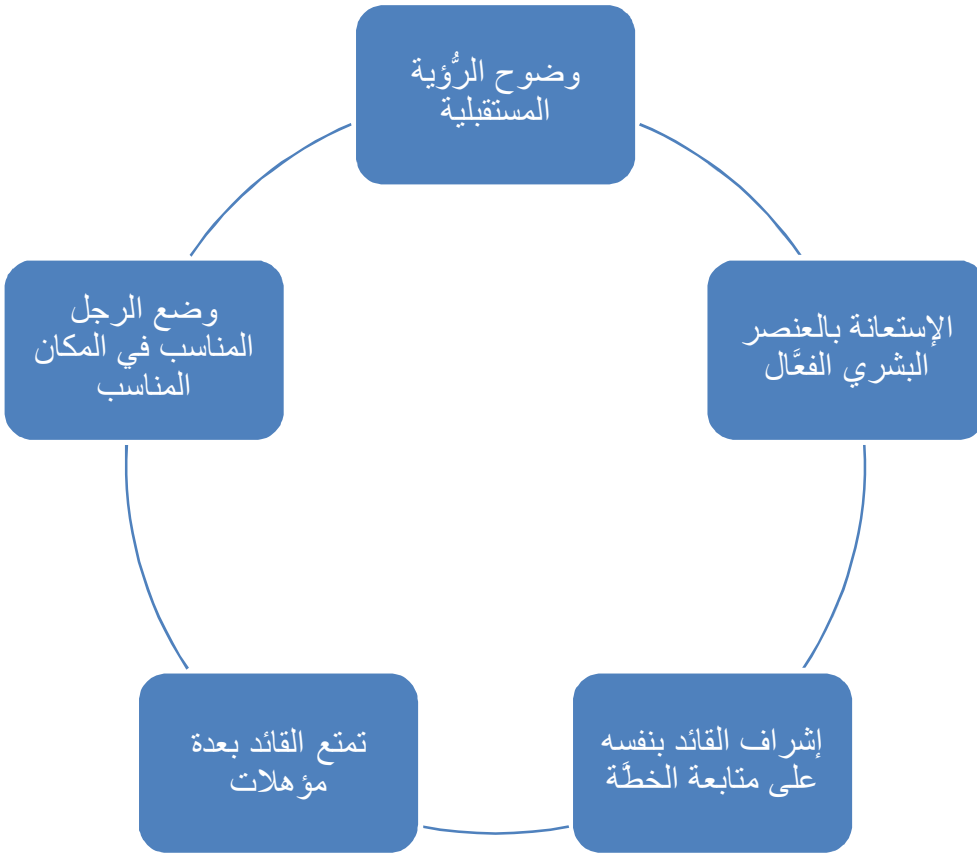 وضوح الرُّؤية
المستقبلية
الإستعانة بالعنصر
البشري الفعَّال
إشراف القائد بنفسه
على متابعة الخطَّة
تمتع القائد بعدة
مؤهلات
وضع الرجل
المناسب في المكان
المناسب